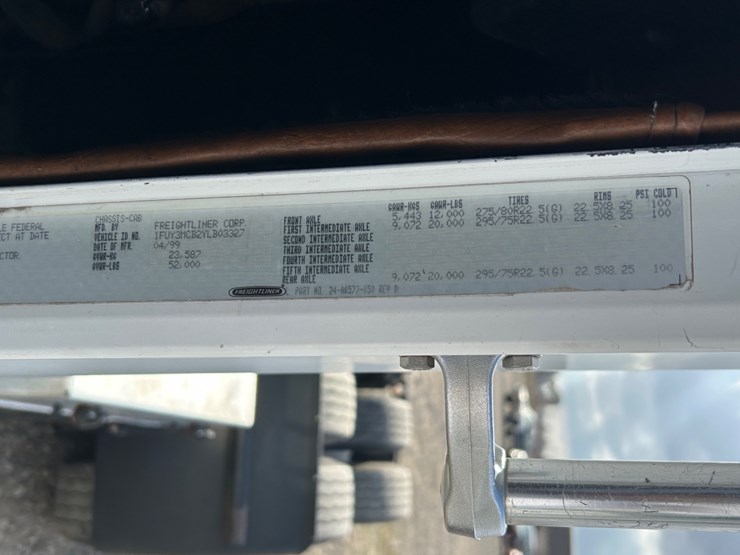 CHASSIS-CAB
LE FEDERAL
ECT AT DATE
CTOR
MFD. BY FREIGHTLINER CORP
VEHICLE ID NO. 1FUY3MCB2YLB03327
DATE OF MFR. 04/99
GVWR-KG 23,587
GVWR-LBS 52,000
GAWR-KGS GAWR-LBS TIRES RIMS PSI COLD
FRONT AXLE 5,443 12,000 275/80R22.5(G) 22.5X8.25 100
FIRST INTERMEDIATE AXLE 9,072 20,000 295/75R22.5(G) 22.5X8.25 100
SECOND INTERMEDIATE AXLE
THIRD INTERMEDIATE AXLE
FOURTH INTERMEDIATE AXLE
FIFTH INTERMEDIATE AXLE
REAR AXLE 9,072 20,000 295/75R22.5(G) 22.5X8.25 100
FREIGHTLINER PART NO. REV